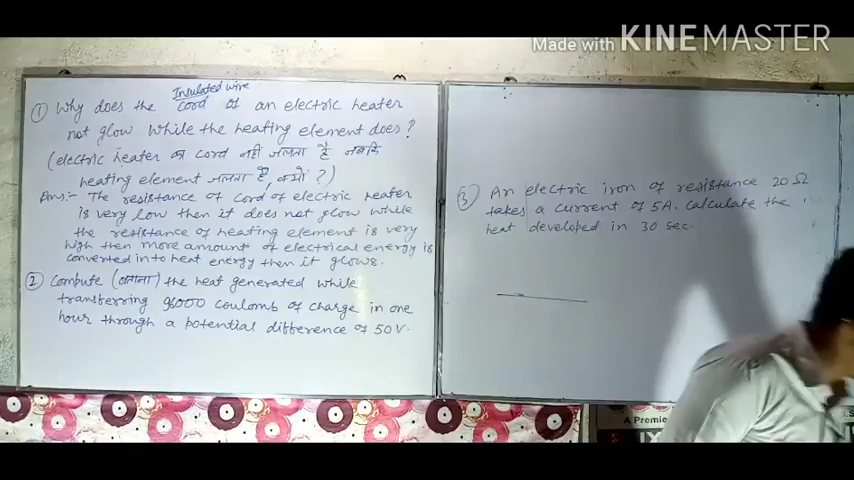 Made with KINEMASTER
① Why does the Insulated wire cord of an electric heater
not glow while the heating element does?
(electric heater का cord नहीं जलता है जबकि
heating element जलता है, क्यों ?)
Ans:- The resistance of cord of electric heater
is very low then it does not glow while
the resistance of heating element is very
high then more amount of electrical energy is
converted in to heat energy then it glows.
② Compute ( ) the heat generated while
transferring 96000 coulomb of charge in one
hour through a potential difference of 50 V.
③ An electric iron of resistance 20 Ω
takes a current of 5A. Calculate the
heat developed in 30 sec.
A Premier